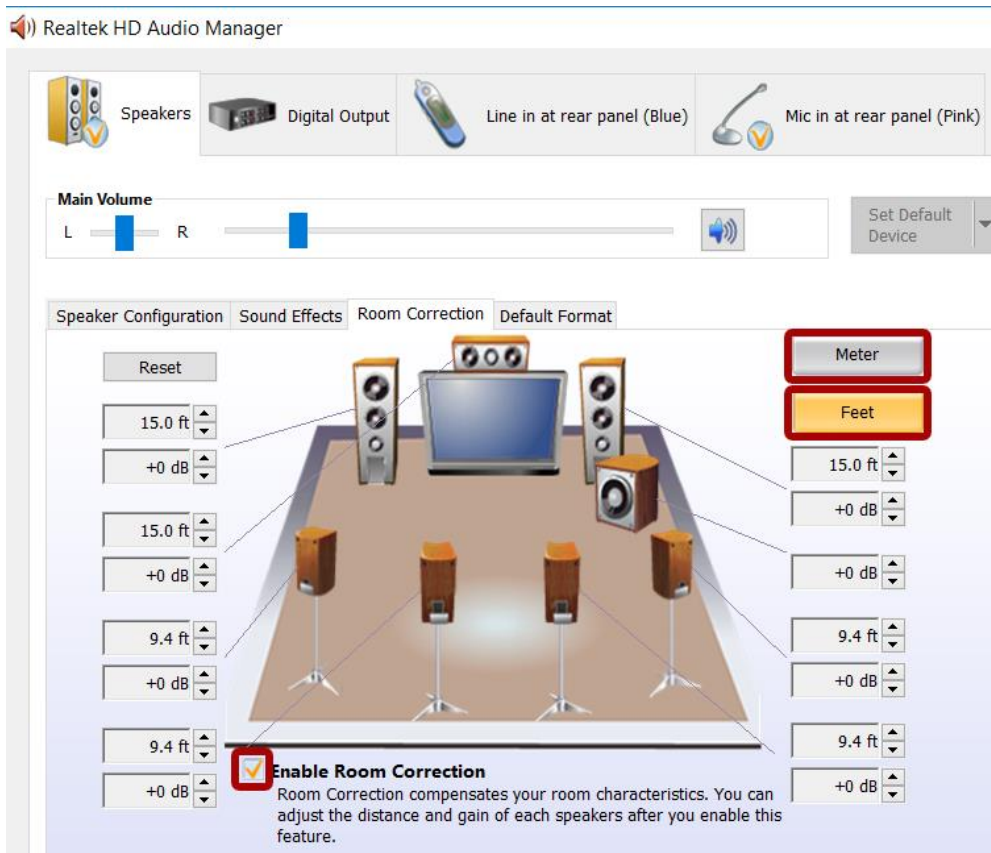 Realtek HD Audio Manager
Speakers
Digital Output
Line in at rear panel (Blue)
Mic in at rear panel (Pink)
Main Volume
L
R
Set Default
Device
Speaker Configuration
Sound Effects
Room Correction
Default Format
Reset
Meter
Feet
15.0 ft
+0 dB
15.0 ft
+0 dB
15.0 ft
+0 dB
+0 dB
9.4 ft
+0 dB
9.4 ft
+0 dB
9.4 ft
+0 dB
9.4 ft
+0 dB
Enable Room Correction
Room Correction compensates your room characteristics. You can
adjust the distance and gain of each speakers after you enable this
feature.